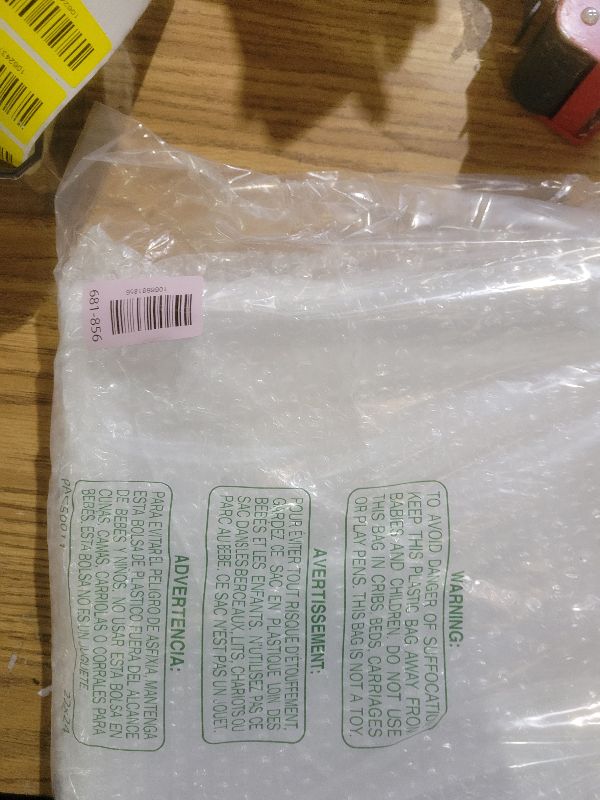 681-856
106R681856
WARNING:
TO AVOID DANGER OF SUFFOCATION
KEEP THIS PLASTIC BAG AWAY FROM
BABIES AND CHILDREN. DO NOT USE
THIS BAG IN CRIBS, BEDS, CARRIAGES
OR PLAY PENS. THIS BAG IS NOT A TOY.
AVERTISSEMENT:
POUR EVITER TOUT RISQUE D'ETOUFFEMENT,
GARDEZ CE SAC EN PLASTIQUE LOIN DES
BEBES ET LES ENFANTS. N'UTILISEZ PAS CE
SAC DANS LES BERCEAUX, LITS, CHARIOTS OU
PARC AU BEBE. CE SAC N'EST PAS UN JOUET.
ADVERTENCIA:
PARA EVITAR EL PELIGRO DE ASFIXIA, MANTENGA
ESTA BOLSA DE PLASTICO FUERA DEL ALCANCE
DE BEBES Y NINOS. NO USAR ESTA BOLSA EN
CUNAS, CAMAS, CARRIOLAS O CORRALES PARA
BEBES. ESTA BOLSA NO ES UN JUGUETE.
22x24